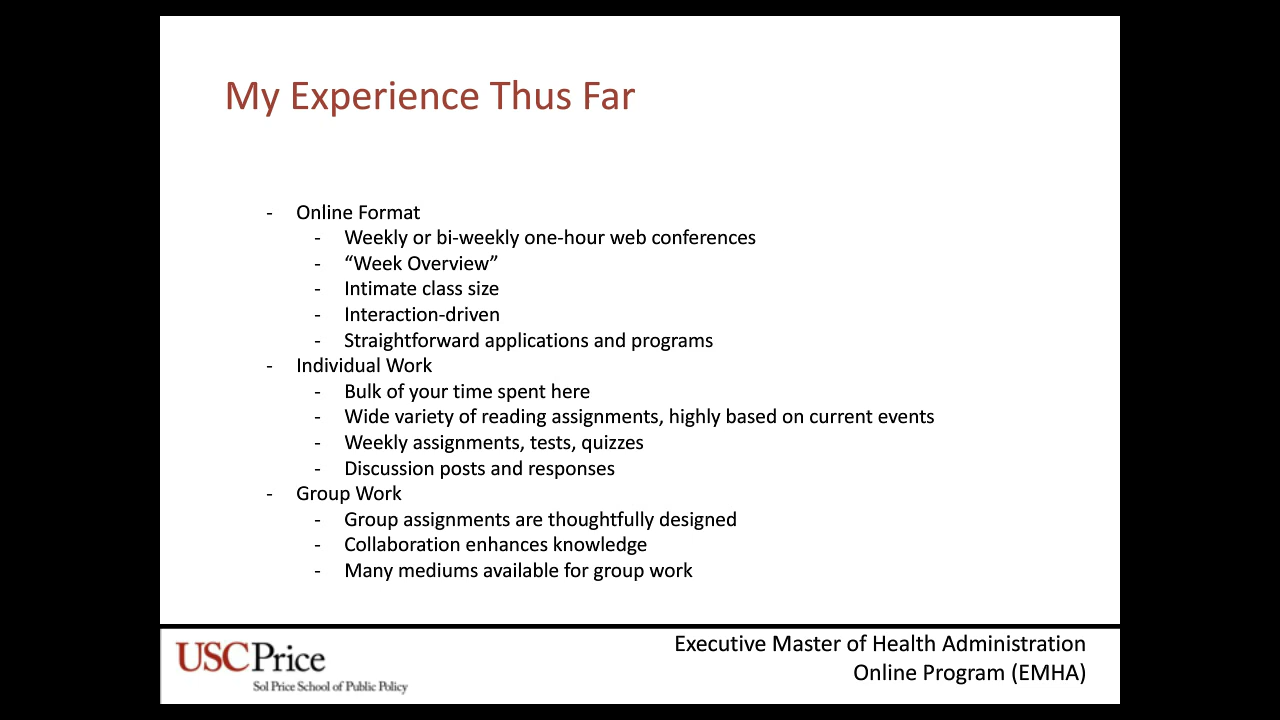 My Experience Thus Far
- Online Format
- Weekly or bi-weekly one-hour web conferences
- “Week Overview”
- Intimate class size
- Interaction-driven
- Straightforward applications and programs
- Individual Work
- Bulk of your time spent here
- Wide variety of reading assignments, highly based on current events
- Weekly assignments, tests, quizzes
- Discussion posts and responses
- Group Work
- Group assignments are thoughtfully designed
- Collaboration enhances knowledge
- Many mediums available for group work
USC Price
Sol Price School of Public Policy
Executive Master of Health Administration
Online Program (EMHA)